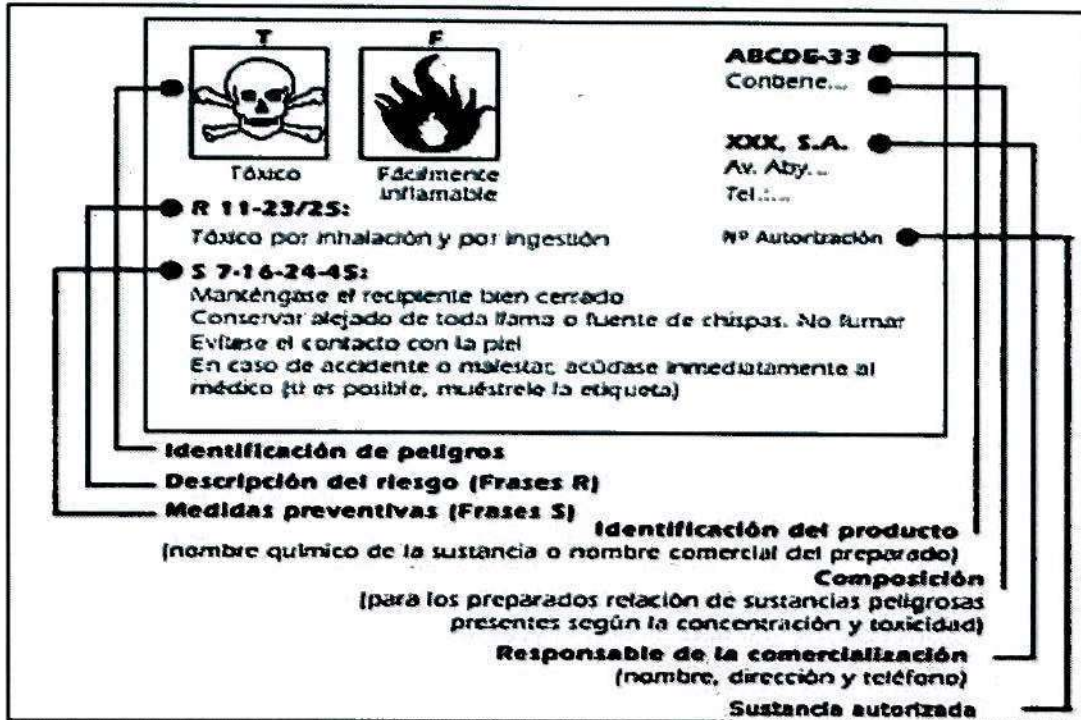 T F
Tóxico Fácilmente
inflamable
R 11-23/25:
Tóxico por inhalación y por ingestión
S 7-16-24-45:
Manténgase el recipiente bien cerrado
Conservar alejado de toda llama o fuente de chispas. No fumar
Evítese el contacto con la piel
En caso de accidente o malestar, acúdase inmediatamente al
médico (si es posible, muéstrele la etiqueta)
ABCDE-33
Contiene...
XXX, S.A.
Av. Aby...
Tel.:...
Nº Autorización
Identificación de peligros
Descripción del riesgo (Frases R)
Medidas preventivas (Frases S)
Identificación del producto
(nombre químico de la sustancia o nombre comercial del preparado)
Composición
(para los preparados relación de sustancias peligrosas
presentes según la concentración y toxicidad)
Responsable de la comercialización
(nombre, dirección y teléfono)
Sustancia autorizada